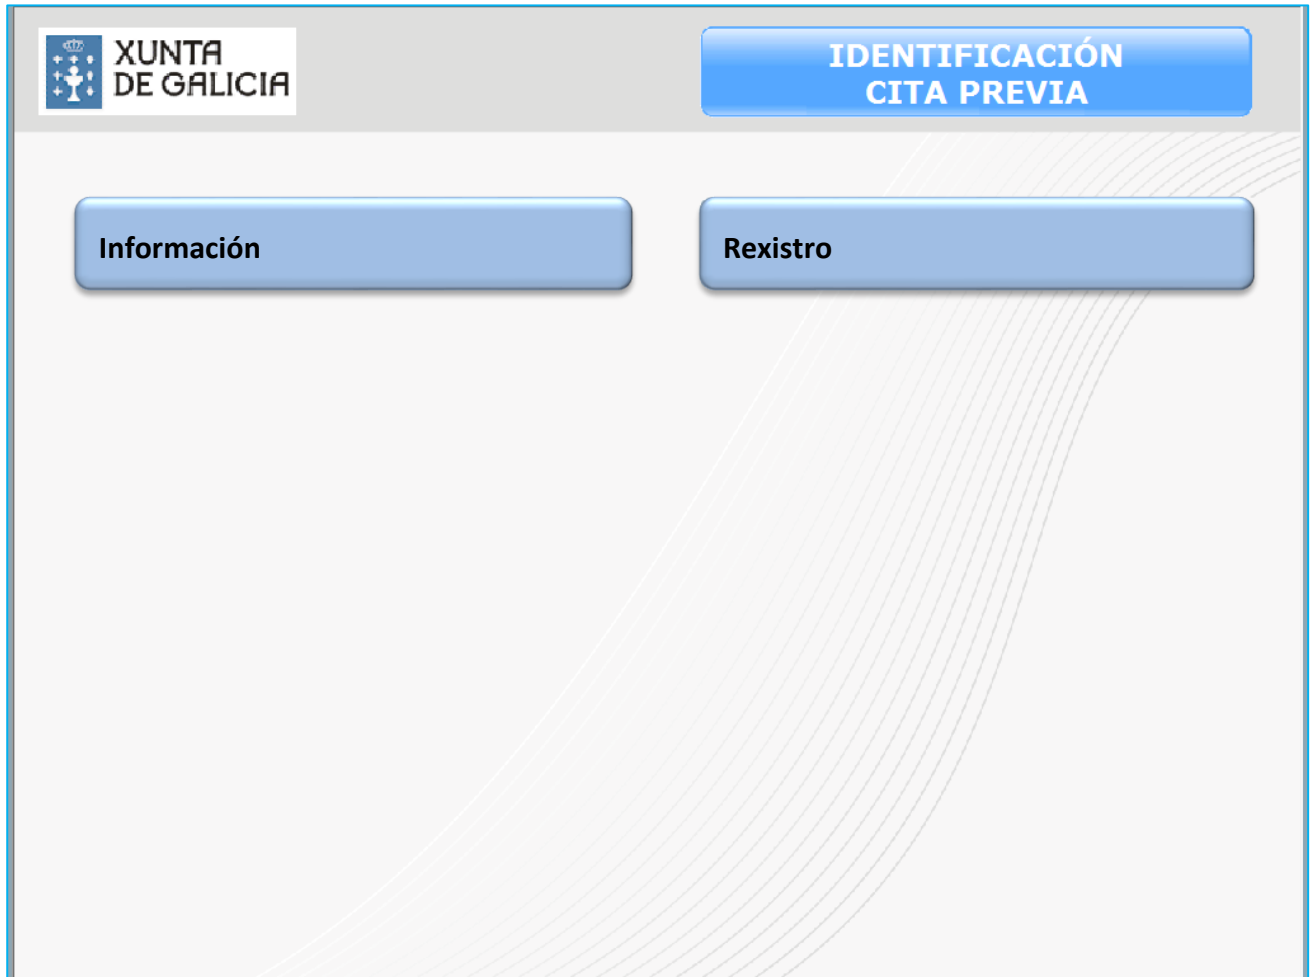 XUNTA
DE GALICIA
IDENTIFICACIÓN
CITA PREVIA
Información
Rexistro